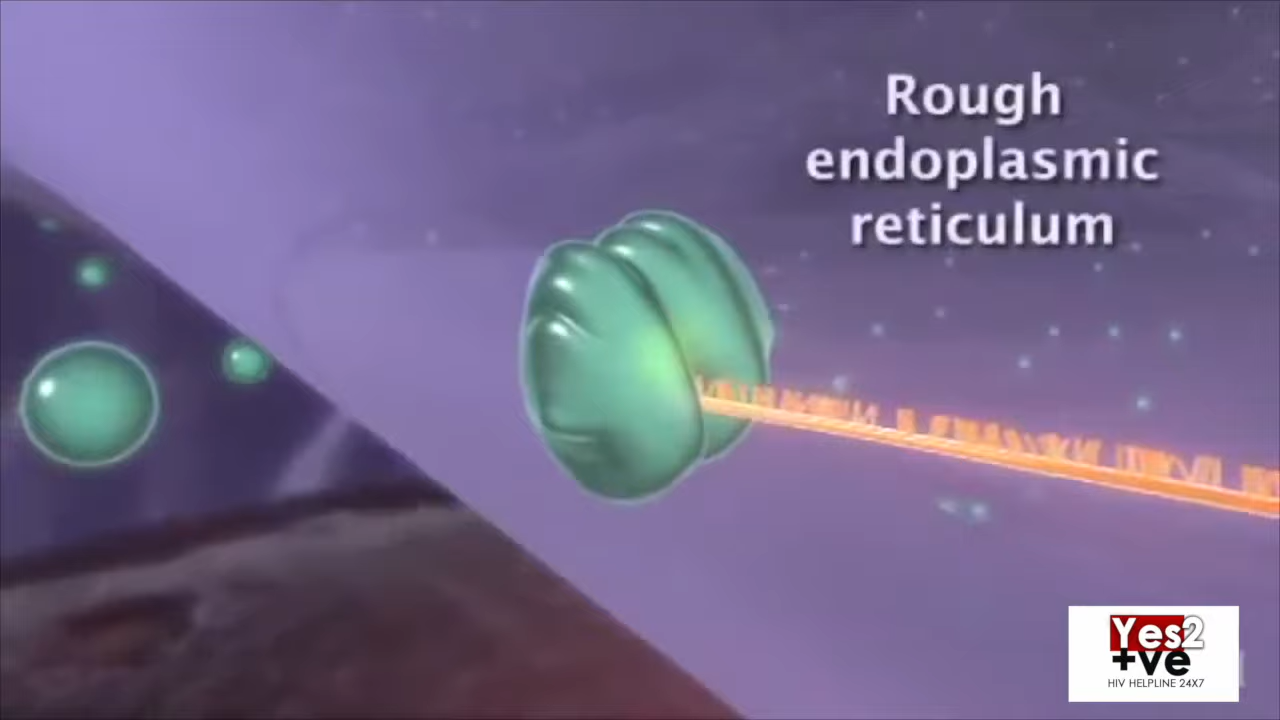 Rough
endoplasmic
reticulum
Yes2
+ve
HIV HELPLINE 24X7